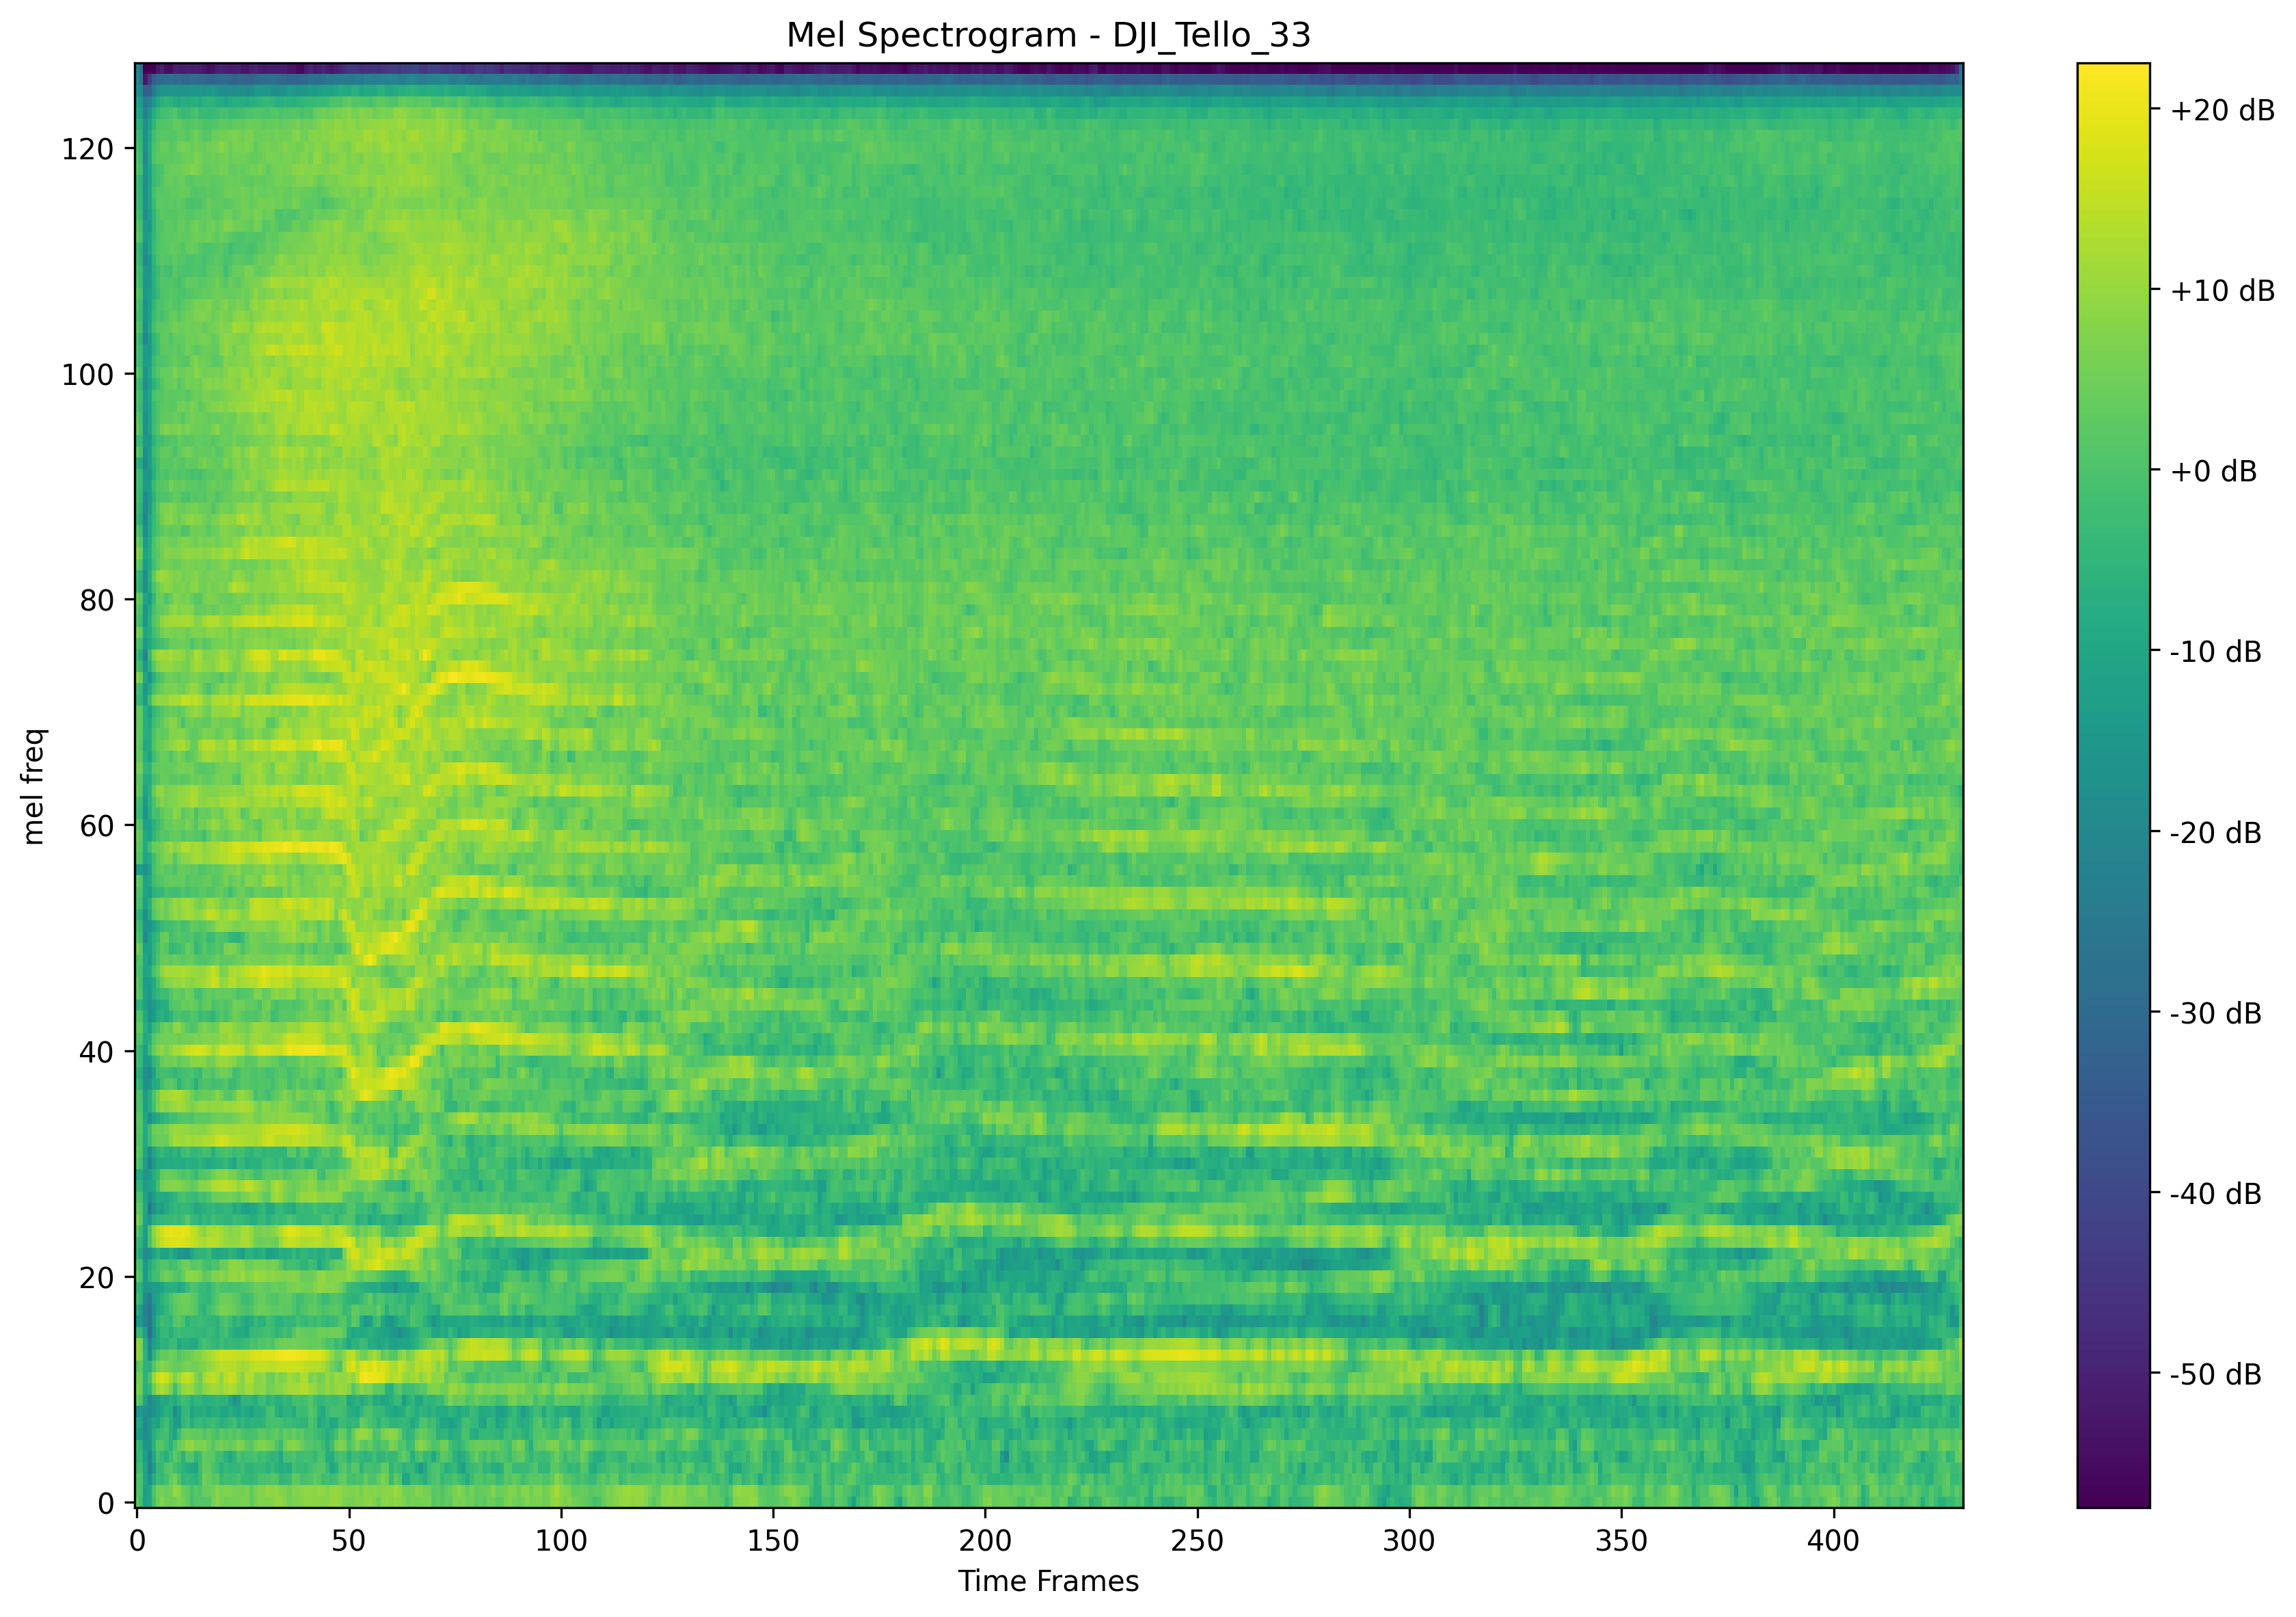 Mel Spectrogram - DJI_Tello_33
mel freq
120
100
80
60
40
20
0
0 50 100 150 200 250 300 350 400
Time Frames
+20 dB
+10 dB
+0 dB
-10 dB
-20 dB
-30 dB
-40 dB
-50 dB